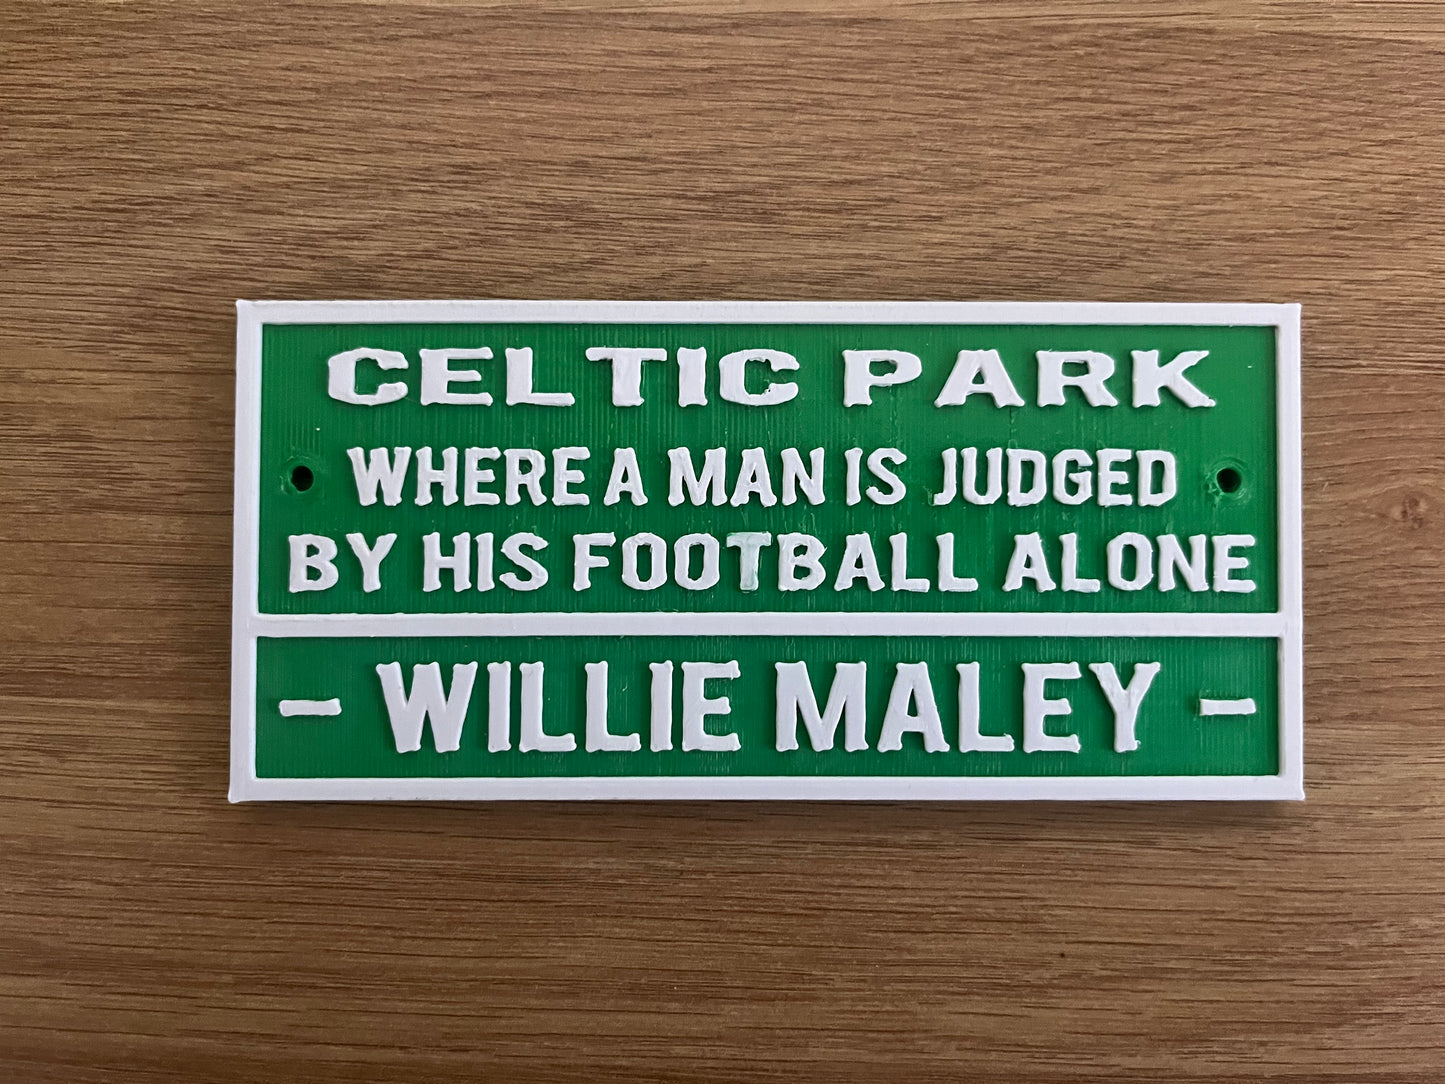 CELTIC PARK
WHERE A MAN IS JUDGED
BY HIS FOOTBALL ALONE
- WILLIE MALEY -